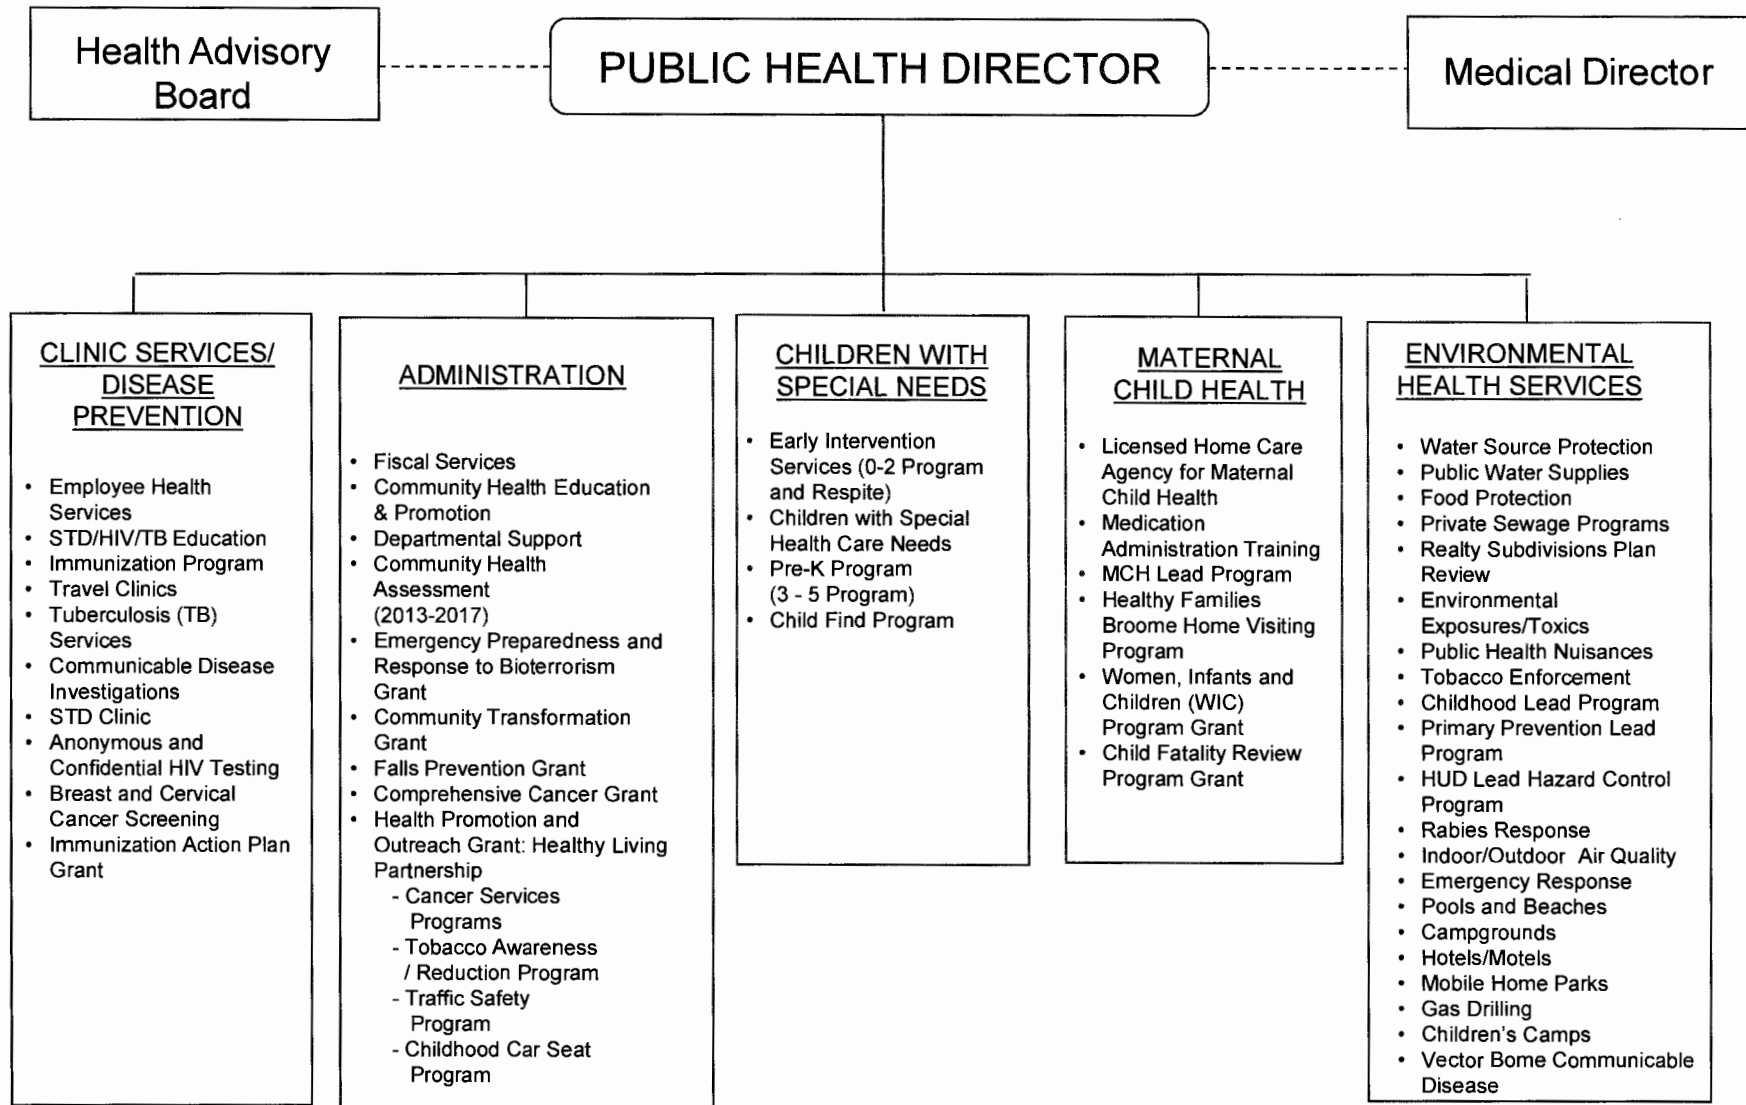 Health Advisory
Board
PUBLIC HEALTH DIRECTOR
Medical Director
CLINIC SERVICES/
DISEASE
PREVENTION
• Employee Health
Services
• STD/HIV/TB Education
• Immunization Program
• Travel Clinics
• Tuberculosis (TB)
Services
• Communicable Disease
Investigations
• STD Clinic
• Anonymous and
Confidential HIV Testing
• Breast and Cervical
Cancer Screening
• Immunization Action Plan
Grant
ADMINISTRATION
• Fiscal Services
• Community Health Education
& Promotion
• Departmental Support
• Community Health
Assessment
(2013-2017)
• Emergency Preparedness and
Response to Bioterrorism
Grant
• Community Transformation
Grant
• Falls Prevention Grant
• Comprehensive Cancer Grant
• Health Promotion and
Outreach Grant: Healthy Living
Partnership
- Cancer Services
Programs
- Tobacco Awareness
/ Reduction Program
- Traffic Safety
Program
- Childhood Car Seat
Program
CHILDREN WITH
SPECIAL NEEDS
• Early Intervention
Services (0-2 Program
and Respite)
• Children with Special
Health Care Needs
• Pre-K Program
(3 - 5 Program)
• Child Find Program
MATERNAL
CHILD HEALTH
• Licensed Home Care
Agency for Maternal
Child Health
• Medication
Administration Training
• MCH Lead Program
• Healthy Families
Broome Home Visiting
Program
• Women, Infants and
Children (WIC)
Program Grant
• Child Fatality Review
Program Grant
ENVIRONMENTAL
HEALTH SERVICES
• Water Source Protection
• Public Water Supplies
• Food Protection
• Private Sewage Programs
• Realty Subdivisions Plan
Review
• Environmental
Exposures/Toxics
• Public Health Nuisances
• Tobacco Enforcement
• Childhood Lead Program
• Primary Prevention Lead
Program
• HUD Lead Hazard Control
Program
• Rabies Response
• Indoor/Outdoor Air Quality
• Emergency Response
• Pools and Beaches
• Campgrounds
• Hotels/Motels
• Mobile Home Parks
• Gas Drilling
• Children's Camps
• Vector Borne Communicable
Disease